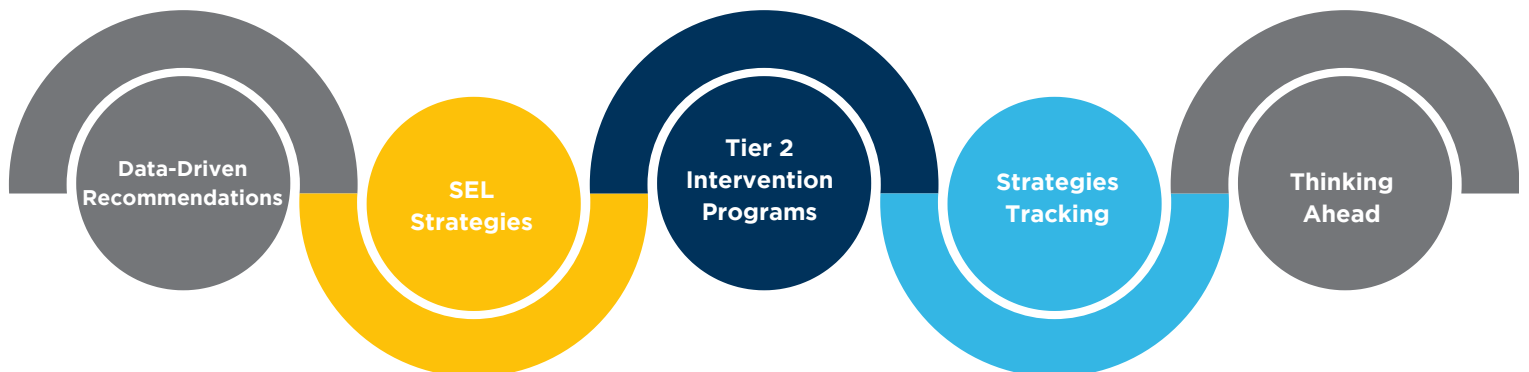 Data-Driven
Recommendations
SEL
Strategies
Tier 2
Intervention
Programs
Strategies
Tracking
Thinking
Ahead